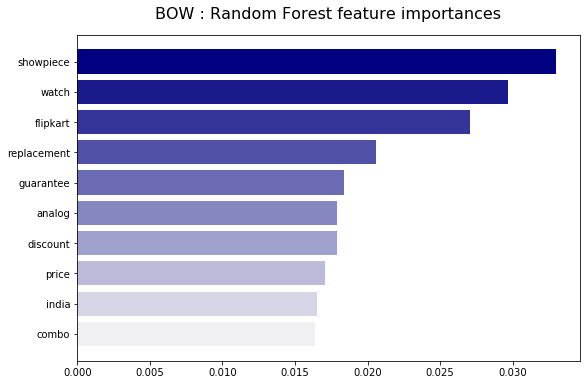 BOW : Random Forest feature importances
showpiece
watch
flipkart
replacement
guarantee
analog
discount
price
india
combo
0.000 0.005 0.010 0.015 0.020 0.025 0.030